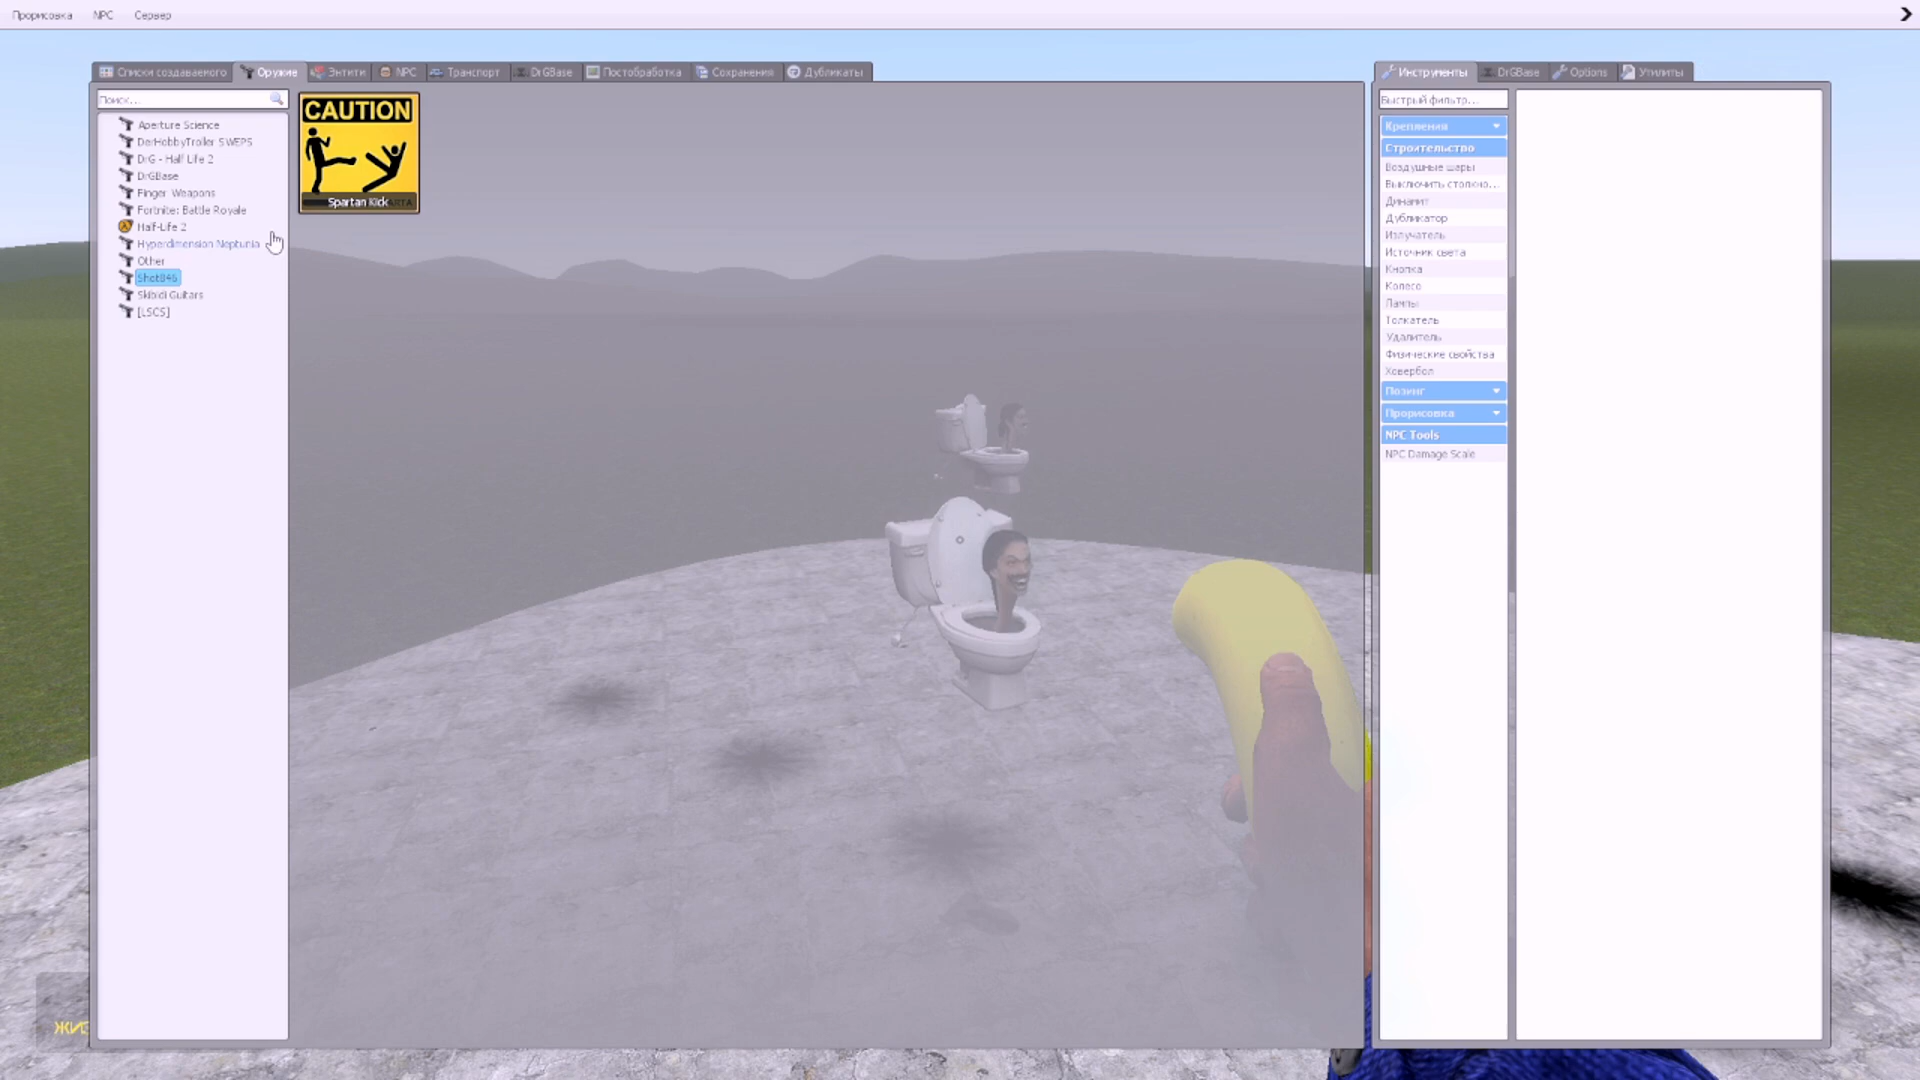 Прорисовка NPC Сервер
Списки создаваемого Оружие Энтити NPC Транспорт DrGBase Постобработка Сохранения Дубликаты
Инструменты DrGBase Options Утилиты
Поиск...
Aperture Science
DerHobbyTroller SWEPS
DrG - Half Life 2
DrGBase
Finger Weapons
Fortnite: Battle Royale
Half-Life 2
Hyperdimension Neptunia
Other
Shot846
Skibidi Guitars
[LSCS]
CAUTION
Spartan Kick
Быстрый фильтр...
Крепления
Строительство
Воздушные шары
Выключить столкно...
Динамит
Дубликатор
Излучатель
Источник света
Кнопка
Колесо
Лампы
Толкатель
Удалитель
Физические свойства
Ховербол
Позинг
Прорисовка
NPC Tools
NPC Damage Scale